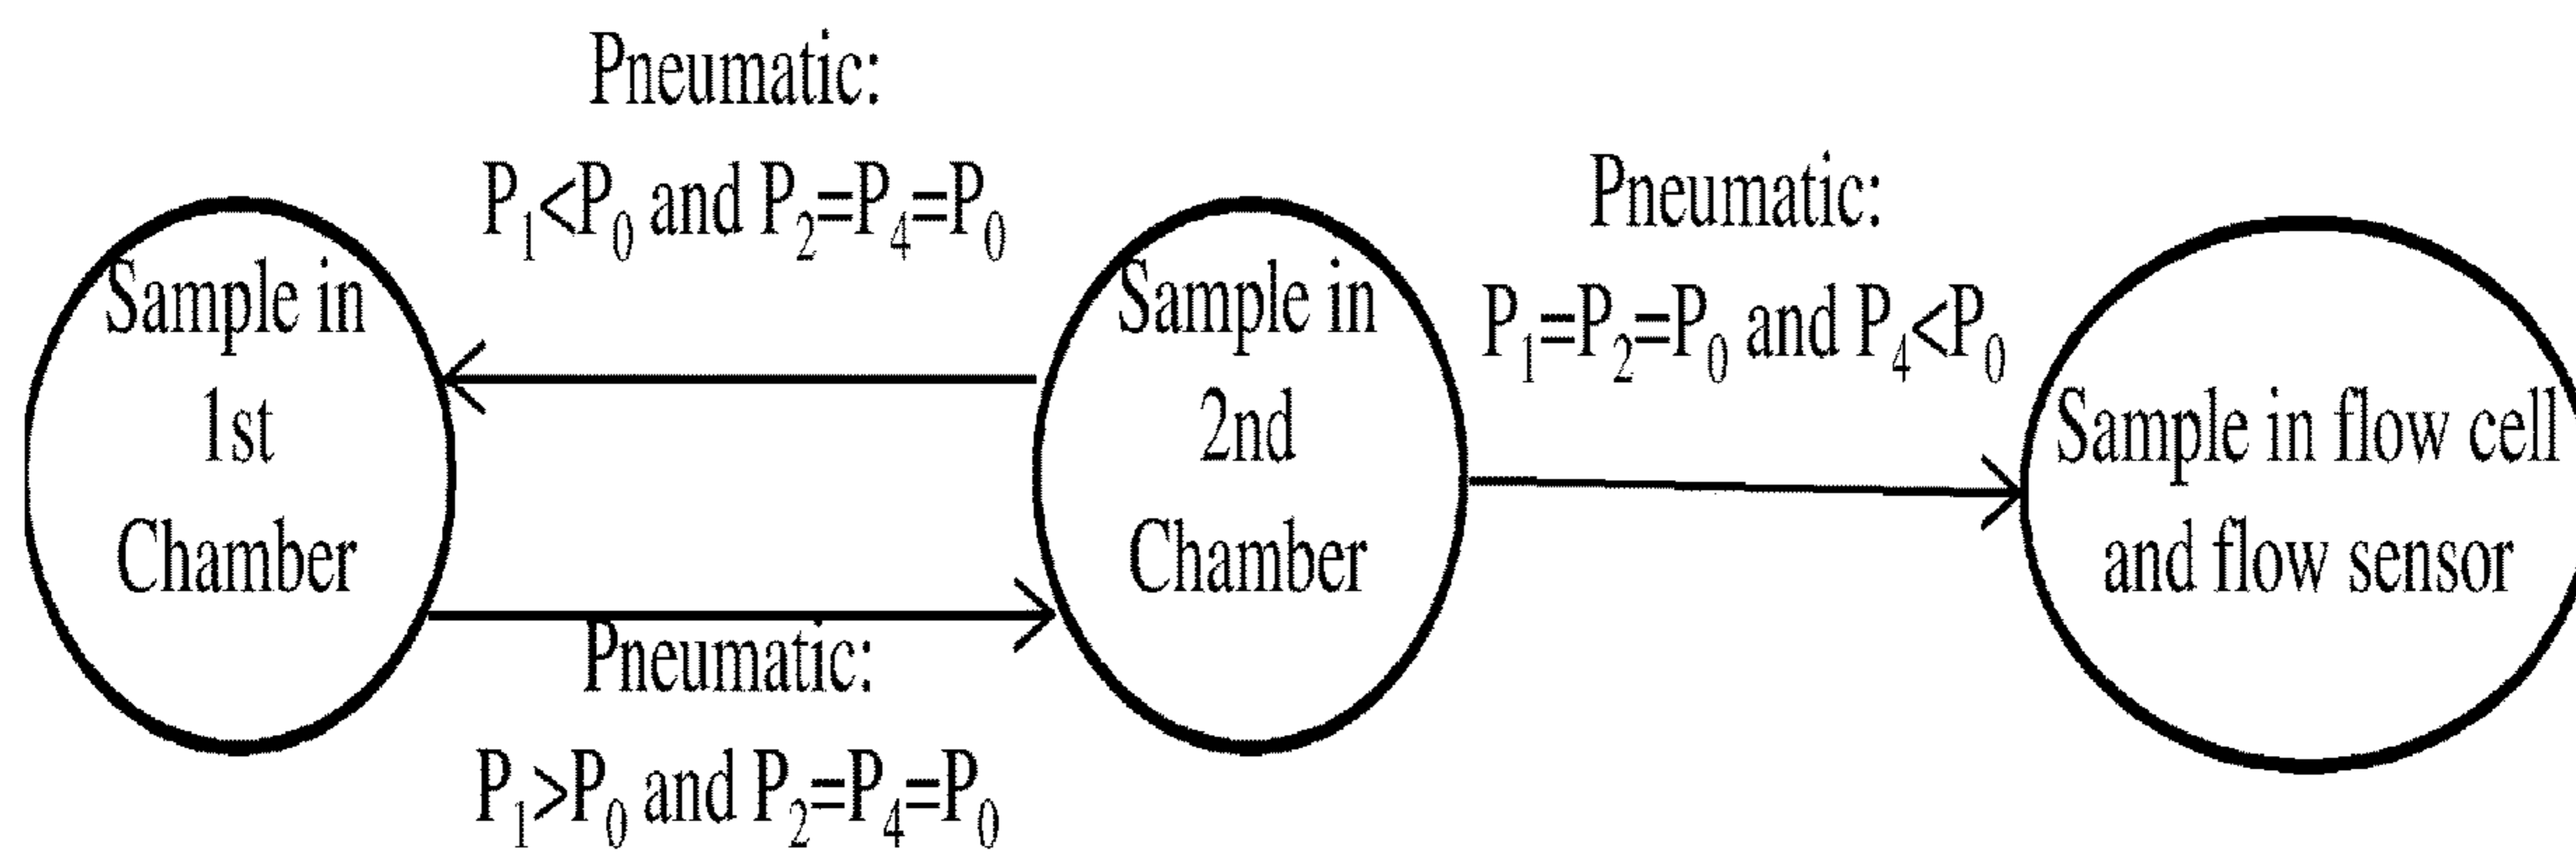 Pneumatic:
P₁<P₀ and P₂=P₄=P₀
Pneumatic:
P₁=P₂=P₀ and P₄<P₀
Sample in
1st
Chamber
Sample in
2nd
Chamber
Sample in flow cell
and flow sensor
Pneumatic:
P₁>P₀ and P₂=P₄=P₀